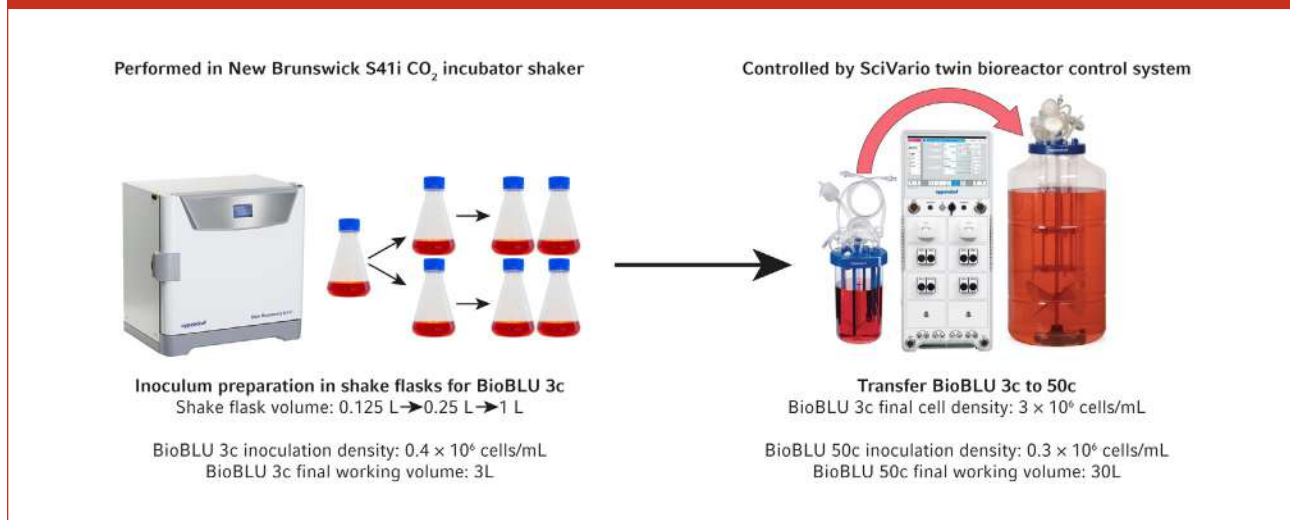 Performed in New Brunswick S41i CO₂ incubator shaker
Controlled by SciVario twin bioreactor control system
eppendorf
eppendorf
Inoculum preparation in shake flasks for BioBLU 3c
Shake flask volume: 0.125 L→0.25 L→1 L
BioBLU 3c inoculation density: 0.4 × 10⁶ cells/mL
BioBLU 3c final working volume: 3L
Transfer BioBLU 3c to 50c
BioBLU 3c final cell density: 3 × 10⁶ cells/mL
BioBLU 50c inoculation density: 0.3 × 10⁶ cells/mL
BioBLU 50c final working volume: 30L